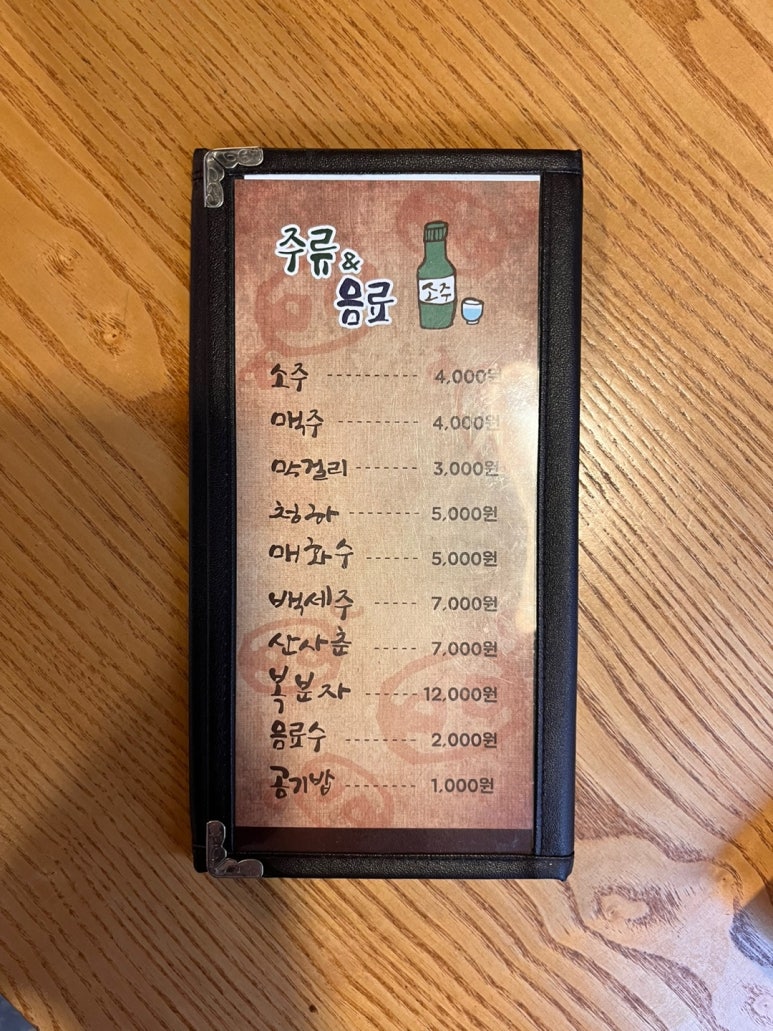 주류 &
음료
소주
소주 --------- 4,000원
맥주 -------- 4,000원
막걸리 ------ 3,000원
청하 --------- 5,000원
매화수 ----- 5,000원
백세주 ----- 7,000원
산사춘 ----- 7,000원
복분자 ------ 12,000원
음료수 ------- 2,000원
공기밥 ------- 1,000원